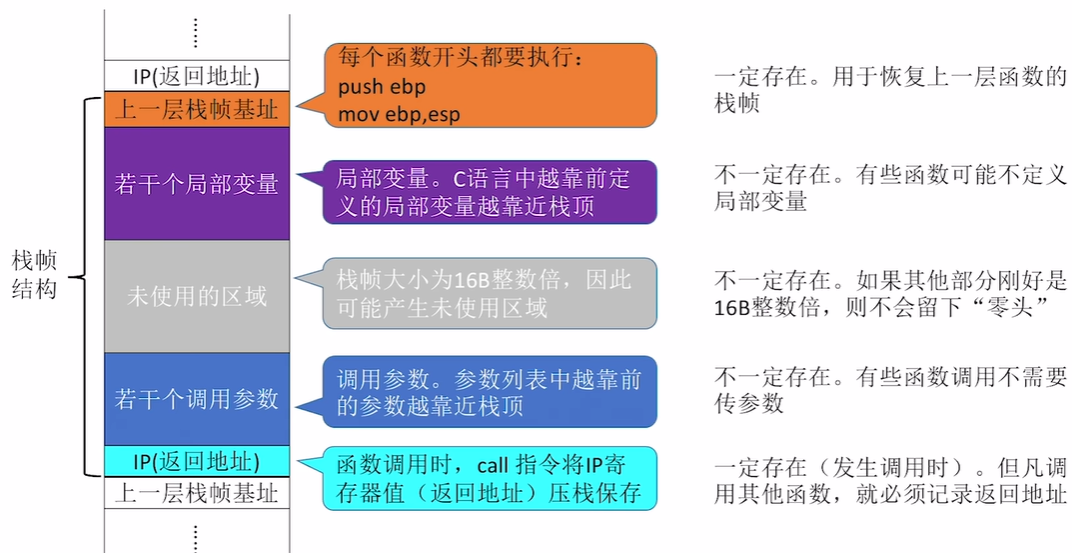 IP(返回地址)
上一层栈帧基址
若干个局部变量
未使用的区域
若干个调用参数
IP(返回地址)
上一层栈帧基址
栈帧
结构
每个函数开头都要执行:
push ebp
mov ebp,esp
局部变量。C语言中越靠前定
义的局部变量越靠近栈顶
栈帧大小为16B整数倍,因此
可能产生未使用区域
调用参数。参数列表中越靠前
的参数越靠近栈顶
函数调用时,call 指令将IP寄
存器值(返回地址)压栈保存
一定存在。用于恢复上一层函数的
栈帧
不一定存在。有些函数可能不定义
局部变量
不一定存在。如果其他部分刚好是
16B整数倍,则不会留下“零头”
不一定存在。有些函数调用不需要
传参数
一定存在(发生调用时)。但凡调
用其他函数,就必须记录返回地址